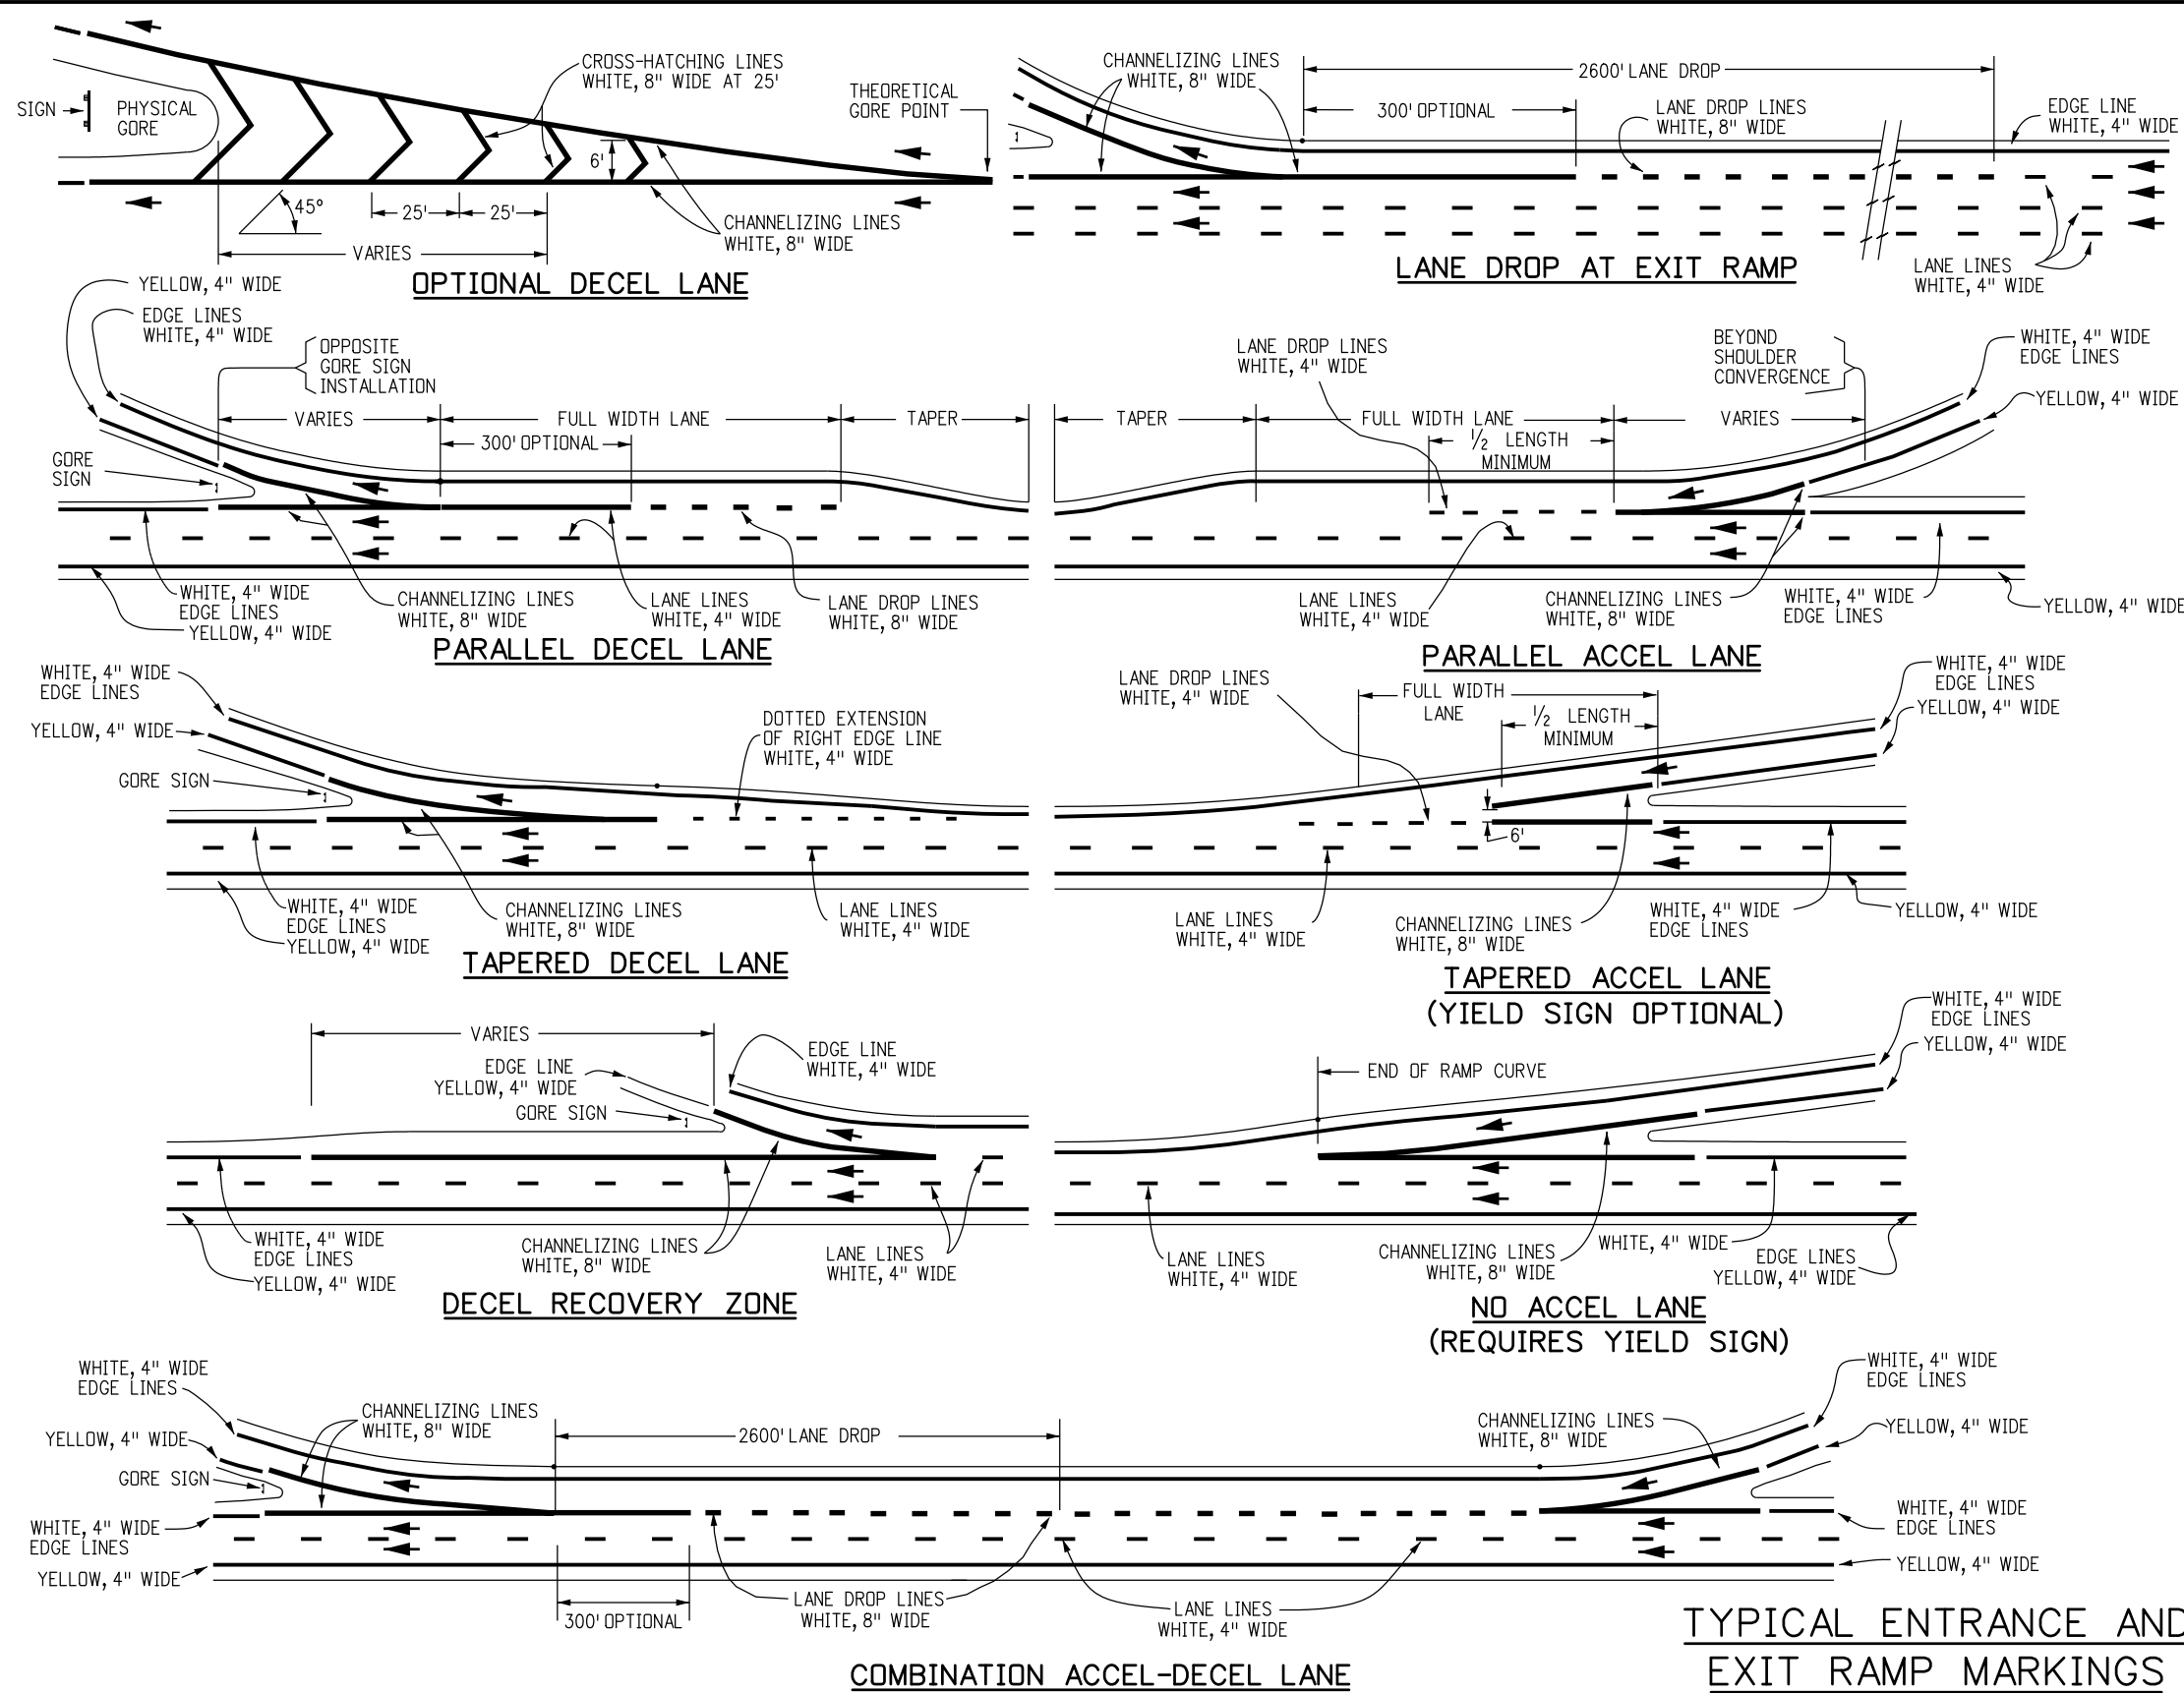 CROSS-HATCHING LINES
WHITE, 8" WIDE AT 25'
THEORETICAL
GORE POINT
SIGN
PHYSICAL
GORE
6'
45°
25'
25'
CHANNELIZING LINES
WHITE, 8" WIDE
VARIES
OPTIONAL DECEL LANE
CHANNELIZING LINES
WHITE, 8" WIDE
2600' LANE DROP
300' OPTIONAL
LANE DROP LINES
WHITE, 8" WIDE
EDGE LINE
WHITE, 4" WIDE
LANE LINES
WHITE, 4" WIDE
LANE DROP AT EXIT RAMP
YELLOW, 4" WIDE
EDGE LINES
WHITE, 4" WIDE
OPPOSITE
GORE SIGN
INSTALLATION
VARIES
FULL WIDTH LANE
TAPER
300' OPTIONAL
GORE
SIGN
WHITE, 4" WIDE
EDGE LINES
YELLOW, 4" WIDE
CHANNELIZING LINES
WHITE, 8" WIDE
LANE LINES
WHITE, 4" WIDE
LANE DROP LINES
WHITE, 8" WIDE
PARALLEL DECEL LANE
LANE DROP LINES
WHITE, 4" WIDE
BEYOND
SHOULDER
CONVERGENCE
WHITE, 4" WIDE
EDGE LINES
YELLOW, 4" WIDE
TAPER
FULL WIDTH LANE
VARIES
1/2 LENGTH
MINIMUM
LANE LINES
WHITE, 4" WIDE
CHANNELIZING LINES
WHITE, 8" WIDE
WHITE, 4" WIDE
EDGE LINES
YELLOW, 4" WIDE
PARALLEL ACCEL LANE
WHITE, 4" WIDE
EDGE LINES
YELLOW, 4" WIDE
GORE SIGN
DOTTED EXTENSION
OF RIGHT EDGE LINE
WHITE, 4" WIDE
WHITE, 4" WIDE
EDGE LINES
YELLOW, 4" WIDE
CHANNELIZING LINES
WHITE, 8" WIDE
LANE LINES
WHITE, 4" WIDE
TAPERED DECEL LANE
LANE DROP LINES
WHITE, 4" WIDE
FULL WIDTH
LANE
1/2 LENGTH
MINIMUM
WHITE, 4" WIDE
EDGE LINES
YELLOW, 4" WIDE
6'
LANE LINES
WHITE, 4" WIDE
CHANNELIZING LINES
WHITE, 8" WIDE
WHITE, 4" WIDE
EDGE LINES
YELLOW, 4" WIDE
TAPERED ACCEL LANE
(YIELD SIGN OPTIONAL)
VARIES
EDGE LINE
YELLOW, 4" WIDE
GORE SIGN
EDGE LINE
WHITE, 4" WIDE
WHITE, 4" WIDE
EDGE LINES
YELLOW, 4" WIDE
CHANNELIZING LINES
WHITE, 8" WIDE
LANE LINES
WHITE, 4" WIDE
DECEL RECOVERY ZONE
END OF RAMP CURVE
WHITE, 4" WIDE
EDGE LINES
YELLOW, 4" WIDE
LANE LINES
WHITE, 4" WIDE
CHANNELIZING LINES
WHITE, 8" WIDE
WHITE, 4" WIDE
EDGE LINES
YELLOW, 4" WIDE
NO ACCEL LANE
(REQUIRES YIELD SIGN)
WHITE, 4" WIDE
EDGE LINES
CHANNELIZING LINES
WHITE, 8" WIDE
YELLOW, 4" WIDE
GORE SIGN
WHITE, 4" WIDE
EDGE LINES
YELLOW, 4" WIDE
2600' LANE DROP
300' OPTIONAL
LANE DROP LINES
WHITE, 8" WIDE
LANE LINES
WHITE, 4" WIDE
CHANNELIZING LINES
WHITE, 8" WIDE
WHITE, 4" WIDE
EDGE LINES
YELLOW, 4" WIDE
WHITE, 4" WIDE
EDGE LINES
YELLOW, 4" WIDE
COMBINATION ACCEL-DECEL LANE
TYPICAL ENTRANCE AND
EXIT RAMP MARKINGS